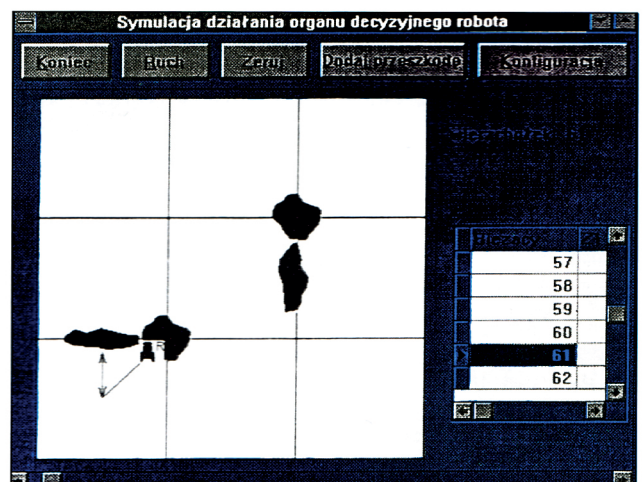 Symulacja działania organu decyzyjnego robota
Koniec Ruch Zeruj Dodaj przeszkodę Konfiguracja
R
57
58
59
60
61
62